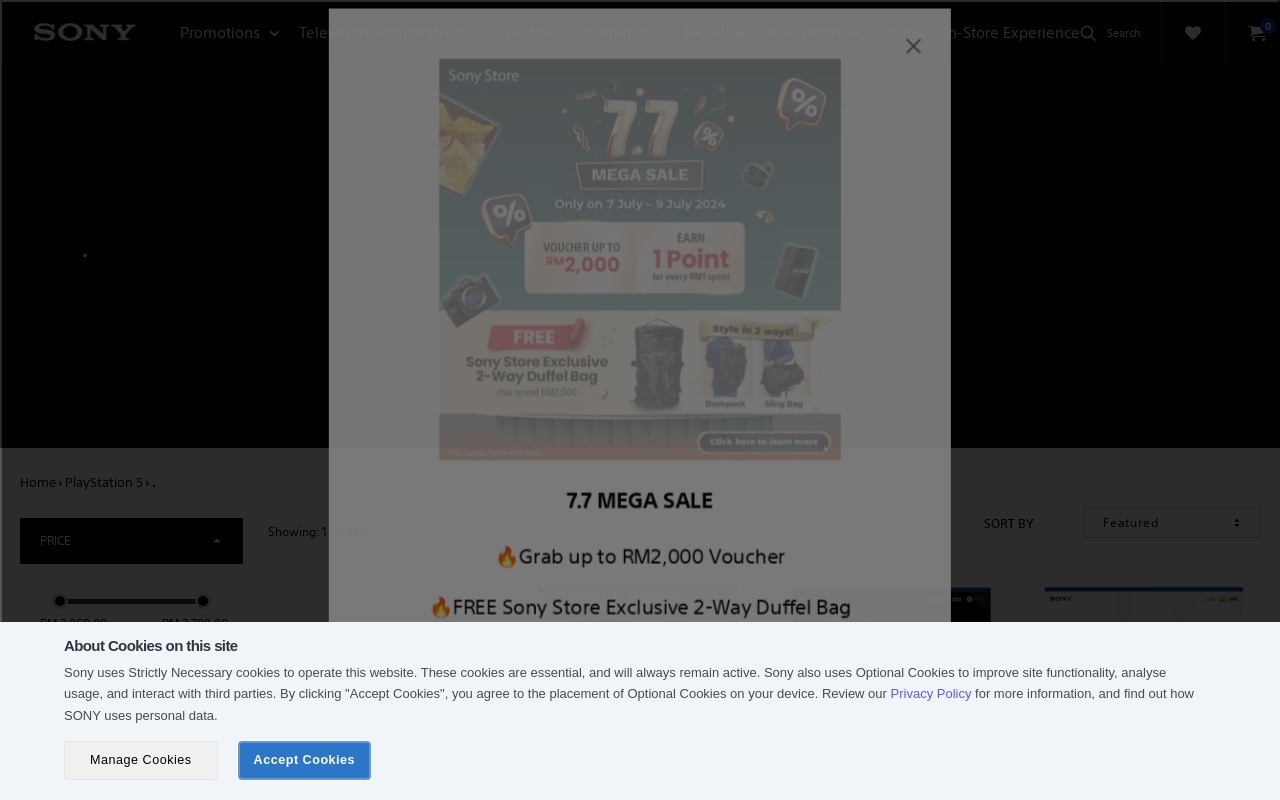 SONY
Promotions
In-Store Experience
Search
0
Sony Store
7.7
MEGA SALE
Only on 7 July – 9 July 2024
VOUCHER UP TO
RM2,000
EARN
1 Point
for every RM1 spent
FREE
Sony Store Exclusive
2-Way Duffel Bag
min spend RM2,000
Style in 2 ways!
Backpack
Sling Bag
Click here to learn more
Home › PlayStation 5 › .
PRICE
Showing: 1
SORT BY
Featured
7.7 MEGA SALE
🔥Grab up to RM2,000 Voucher
🔥FREE Sony Store Exclusive 2-Way Duffel Bag
SONY
About Cookies on this site
Sony uses Strictly Necessary cookies to operate this website. These cookies are essential, and will always remain active. Sony also uses Optional Cookies to improve site functionality, analyse
usage, and interact with third parties. By clicking "Accept Cookies", you agree to the placement of Optional Cookies on your device. Review our Privacy Policy for more information, and find out how
SONY uses personal data.
Manage Cookies
Accept Cookies